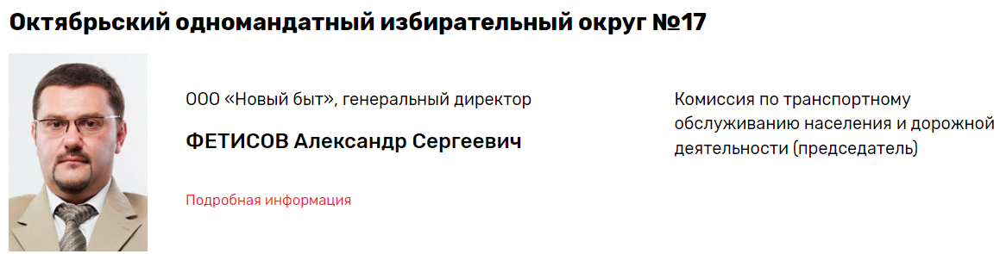 Октябрьский одномандатный избирательный округ №17
ООО «Новый быт», генеральный директор
ФЕТИСОВ Александр Сергеевич
Подробная информация
Комиссия по транспортному
обслуживанию населения и дорожной
деятельности (председатель)